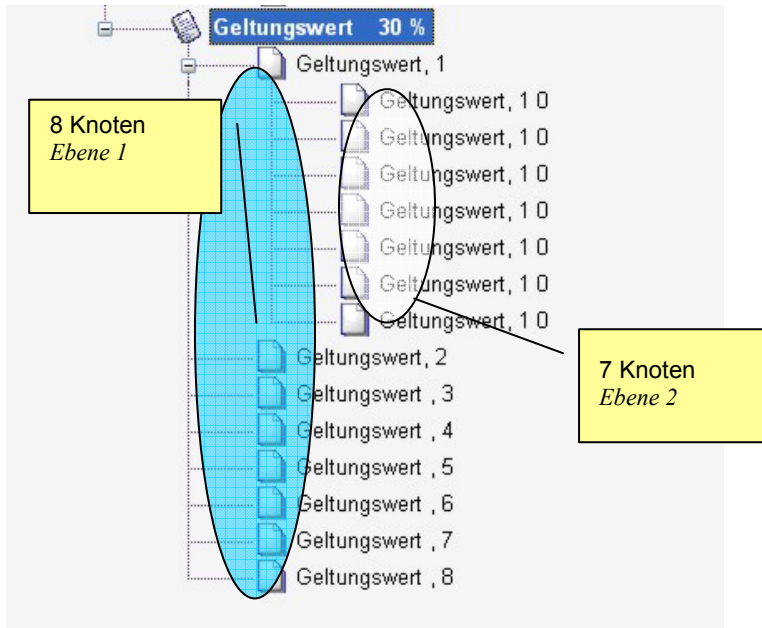 Geltungswert 30 %
Geltungswert, 1
Geltungswert, 1 0
Geltungswert, 1 0
Geltungswert, 1 0
Geltungswert, 1 0
Geltungswert, 1 0
Geltungswert, 1 0
Geltungswert, 1 0
Geltungswert, 2
Geltungswert , 3
Geltungswert , 4
Geltungswert , 5
Geltungswert , 6
Geltungswert , 7
Geltungswert , 8
8 Knoten
Ebene 1
7 Knoten
Ebene 2